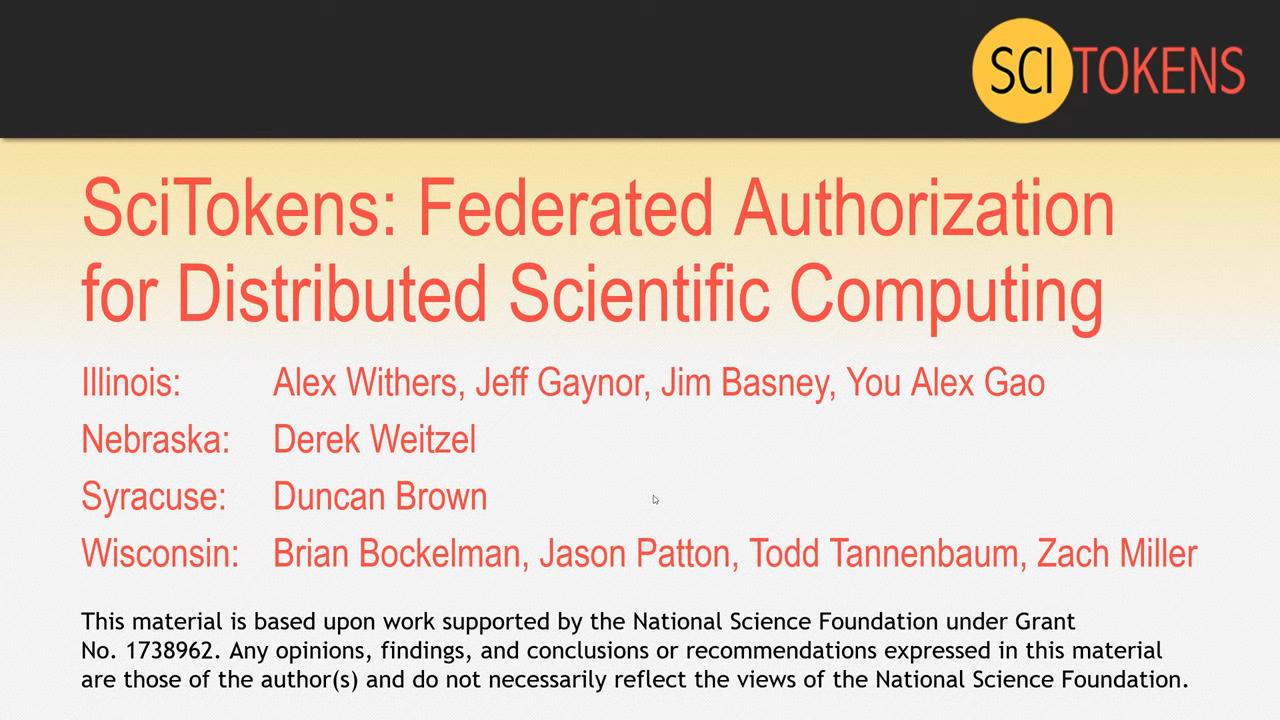 SCITOKENS
SciTokens: Federated Authorization
for Distributed Scientific Computing
Illinois: Alex Withers, Jeff Gaynor, Jim Basney, You Alex Gao
Nebraska: Derek Weitzel
Syracuse: Duncan Brown
Wisconsin: Brian Bockelman, Jason Patton, Todd Tannenbaum, Zach Miller
This material is based upon work supported by the National Science Foundation under Grant
No. 1738962. Any opinions, findings, and conclusions or recommendations expressed in this material
are those of the author(s) and do not necessarily reflect the views of the National Science Foundation.